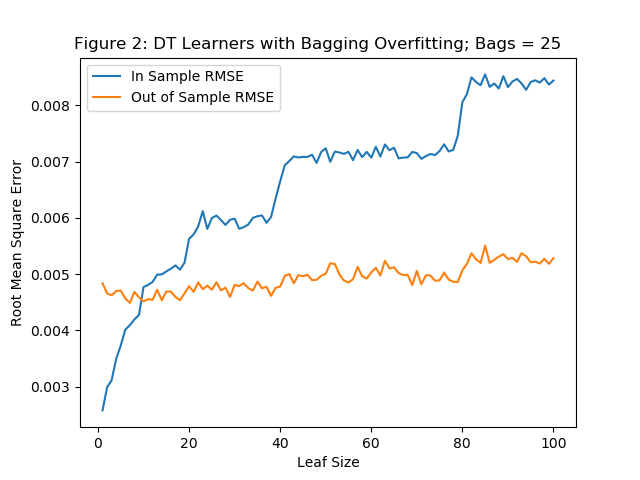 Figure 2: DT Learners with Bagging Overfitting; Bags = 25
In Sample RMSE
Out of Sample RMSE
Root Mean Square Error
0.008
0.007
0.006
0.005
0.004
0.003
0 20 40 60 80 100
Leaf Size